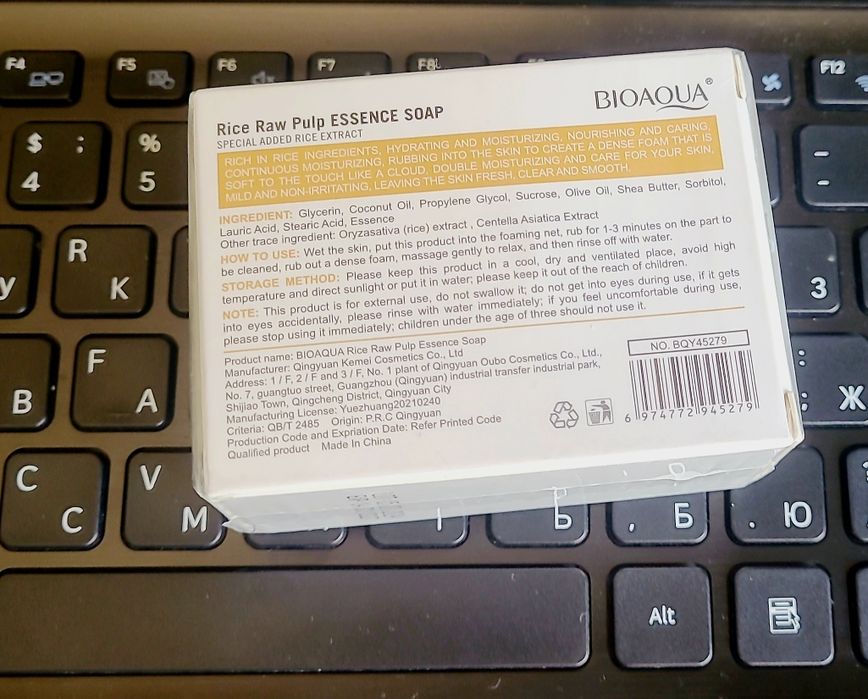 F4
F5
F6
F7
F8
F12
$ ;
4
%
5
-
-
R
K
З
F
А
В
:
;
Ж
C
С
V
М
Ь
, Б
. Ю
Alt
Rice Raw Pulp ESSENCE SOAP
SPECIAL ADDED RICE EXTRACT
BIOAQUA®
RICH IN RICE INGREDIENTS, HYDRATING AND MOISTURIZING, NOURISHING AND CARING,
CONTINUOUS MOISTURIZING, RUBBING INTO THE SKIN TO CREATE A DENSE FOAM THAT IS
SOFT TO THE TOUCH LIKE A CLOUD, DOUBLE MOISTURIZING AND CARE FOR YOUR SKIN,
MILD AND NON-IRRITATING, LEAVING THE SKIN FRESH, CLEAR AND SMOOTH.
INGREDIENT: Glycerin, Coconut Oil, Propylene Glycol, Sucrose, Olive Oil, Shea Butter, Sorbitol,
Lauric Acid, Stearic Acid, Essence
Other trace ingredient: Oryzasativa (rice) extract , Centella Asiatica Extract
HOW TO USE: Wet the skin, put this product into the foaming net, rub for 1-3 minutes on the part to
be cleaned, rub out a dense foam, massage gently to relax, and then rinse off with water.
STORAGE METHOD: Please keep this product in a cool, dry and ventilated place, avoid high
temperature and direct sunlight or put it in water; please keep it out of the reach of children.
NOTE: This product is for external use, do not swallow it; do not get into eyes during use, if it gets
into eyes accidentally, please rinse with water immediately; if you feel uncomfortable during use,
please stop using it immediately; children under the age of three should not use it.
Product name: BIOAQUA Rice Raw Pulp Essence Soap
Manufacturer: Qingyuan Kemei Cosmetics Co., Ltd
Address: 1 / F, 2 / F and 3 / F, No. 1 plant of Qingyuan Oubo Cosmetics Co., Ltd.,
No. 7, guangtuo street, Guangzhou (Qingyuan) industrial transfer industrial park,
Shijiao Town, Qingcheng District, Qingyuan City
Manufacturing License: Yuezhuang20210240
Criteria: QB/T 2485 Origin: P.R.C Qingyuan
Production Code and Expriation Date: Refer Printed Code
Qualified product Made In China
NO. BQY45279
6 974772 945279